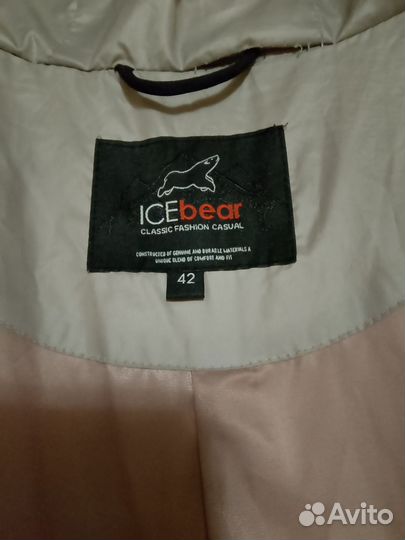 ICEbear
CLASSIC FASHION CASUAL
CONSTRUCTED OF GENUINE AND DURABLE MATERIALS A
UNIQUE BLEND OF COMFORT AND FIT
42
Avito